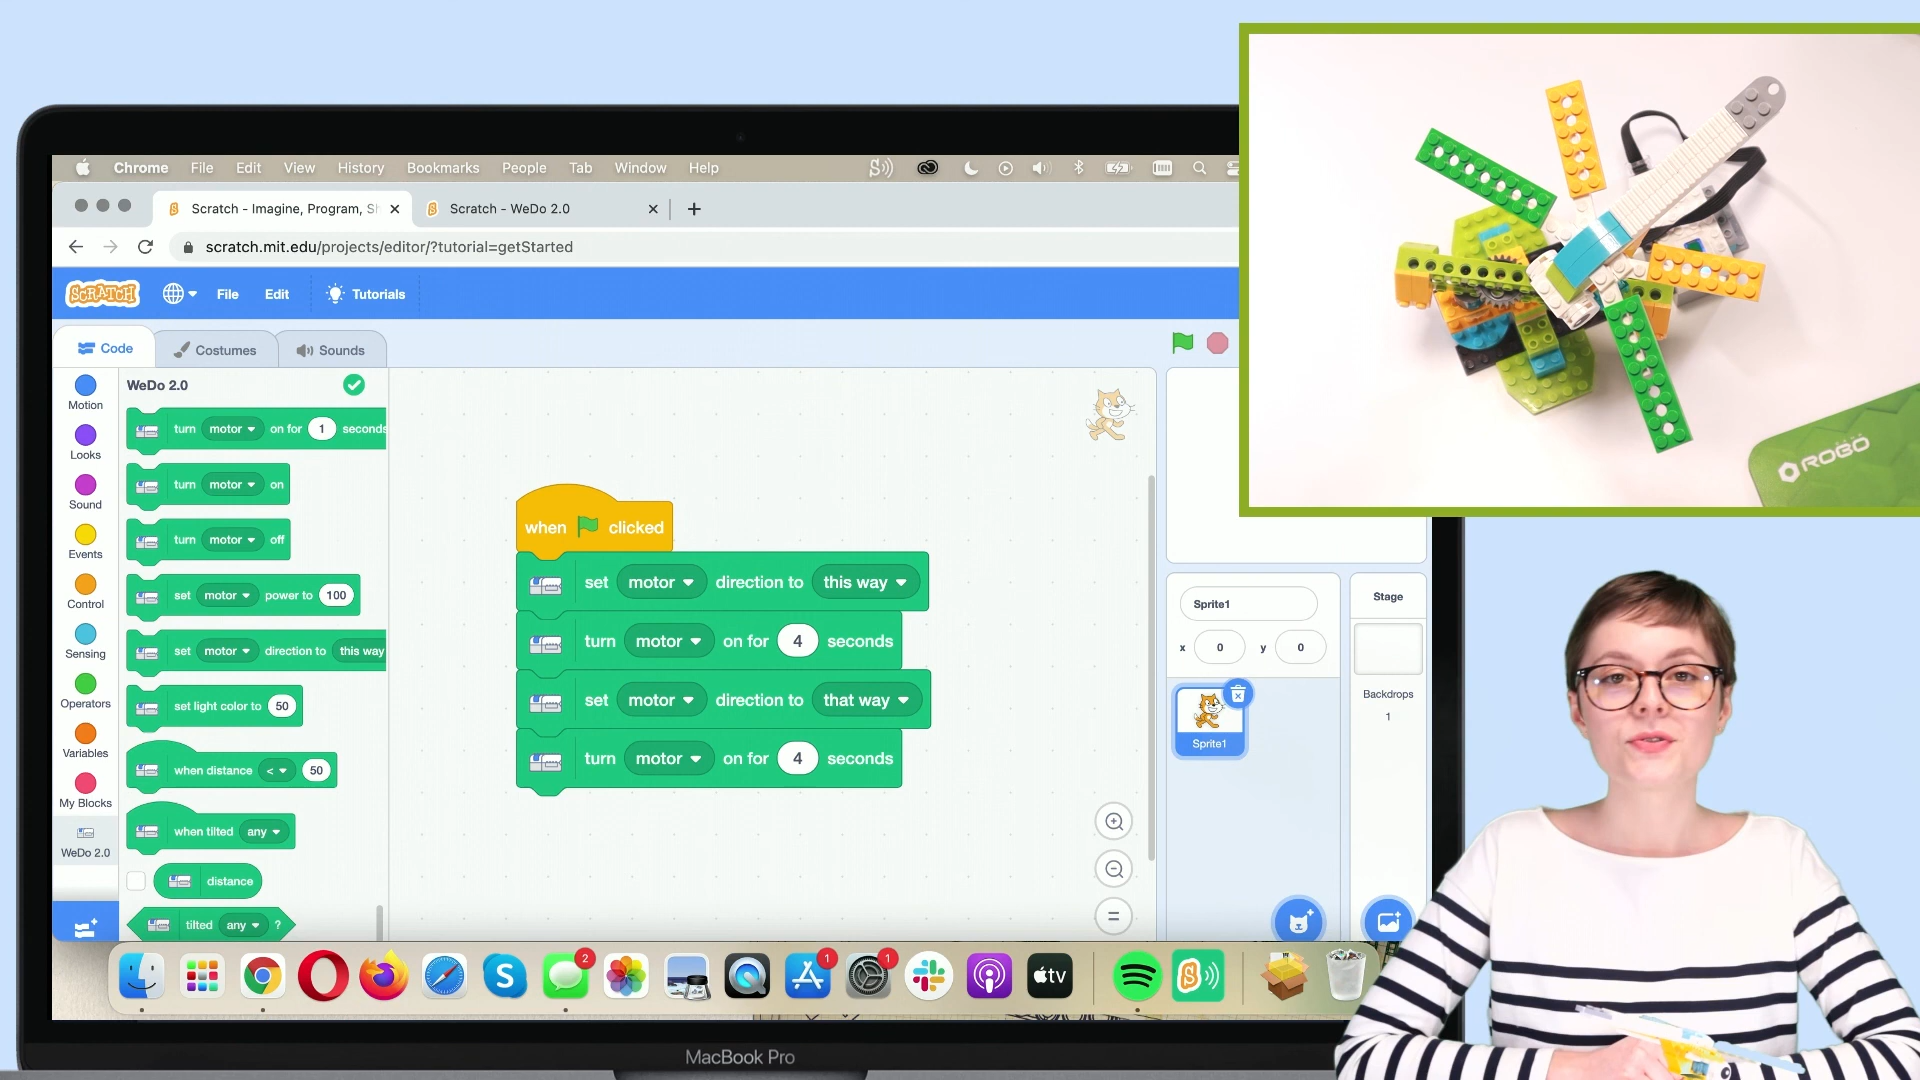 Chrome File Edit View History Bookmarks People Tab Window Help
Scratch - Imagine, Program, Sh
Scratch - WeDo 2.0
scratch.mit.edu/projects/editor/?tutorial=getStarted
SCRATCH File Edit Tutorials
Code Costumes Sounds
Motion
Looks
Sound
Events
Control
Sensing
Operators
Variables
My Blocks
WeDo 2.0
WeDo 2.0
turn motor on for 1 seconds
turn motor on
turn motor off
set motor power to 100
set motor direction to this way
set light color to 50
when distance < 50
when tilted any
distance
tilted any ?
when clicked
set motor direction to this way
turn motor on for 4 seconds
set motor direction to that way
turn motor on for 4 seconds
Sprite1
x 0 y 0
Sprite1
Stage
Backdrops
1
ROBO
2
1
1
tv
MacBook Pro